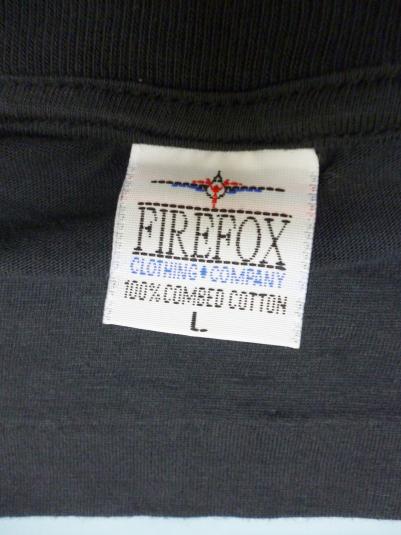 FIREFOX
CLOTHING♦COMPANY
100% COMBED COTTON
L